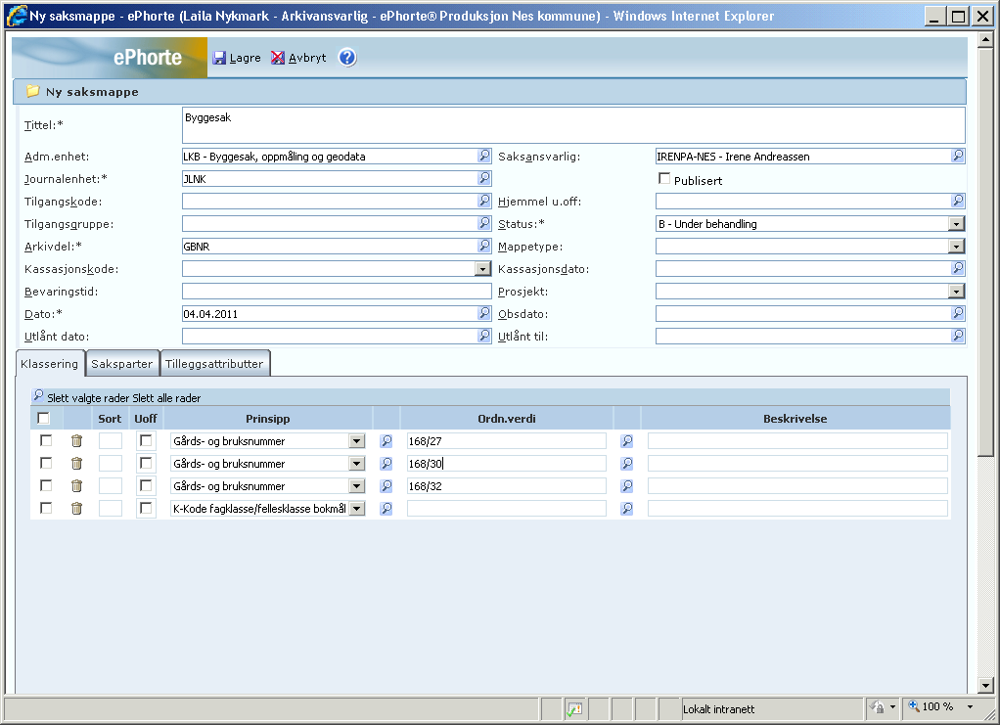 Ny saksmappe - ePhorte (Laila Nykmark - Arkivansvarlig - ePhorte® Produksjon Nes kommune) - Windows Internet Explorer
ePhorte Lagre Avbryt ?
Ny saksmappe
Tittel:* Byggesak
Adm.enhet: LKB - Byggesak, oppmåling og geodata Saksansvarlig: IRENPA-NES - Irene Andreassen
Journalenhet:* JLNK Publisert
Tilgangskode: Hjemmel u.off:
Tilgangsgruppe: Status:* B - Under behandling
Arkivdel:* GBNR Mappetype:
Kassasjonskode: Kassasjonsdato:
Bevaringstid: Prosjekt:
Dato:* 04.04.2011 Obsdato:
Utlånt dato: Utlånt til:
Klassering Saksparter Tilleggsattributter
Slett valgte rader Slett alle rader
Sort Uoff Prinsipp Ordn.verdi Beskrivelse
Gårds- og bruksnummer 168/27
Gårds- og bruksnummer 168/30
Gårds- og bruksnummer 168/32
K-Kode fagklasse/fellesklasse bokmål
Lokalt intranett 100 %